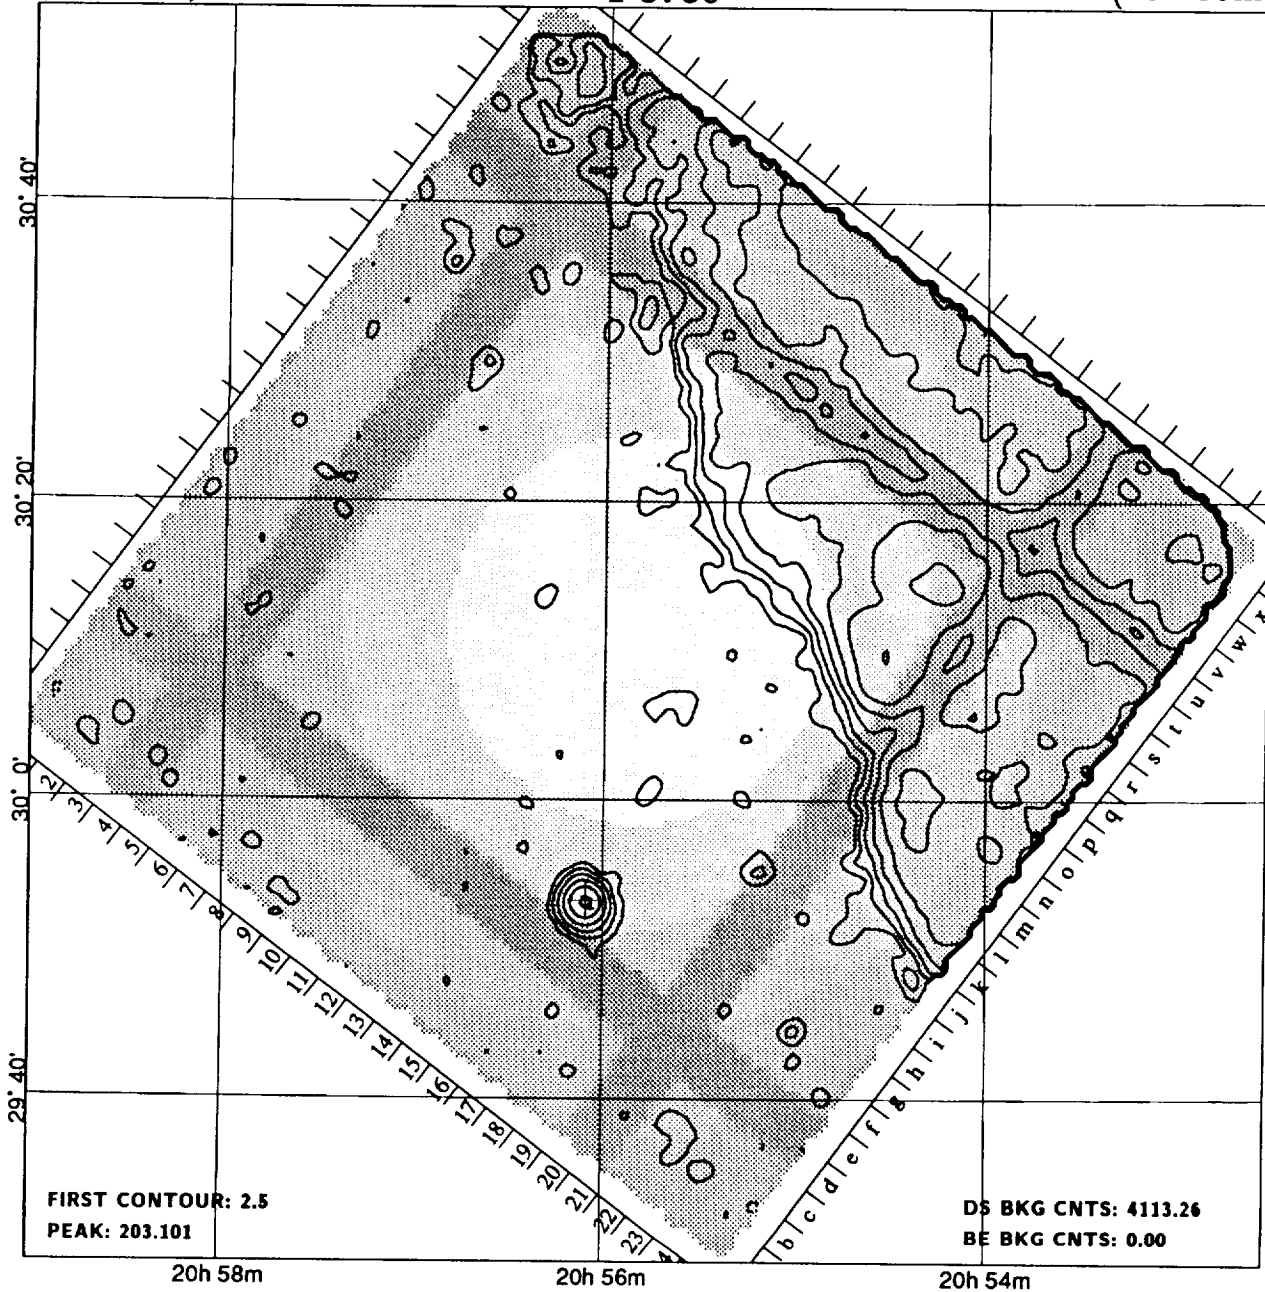 30° 40'
30° 20'
30° 0'
29° 40'
2 3 4 5 6 7 8 9 10 11 12 13 14 15 16 17 18 19 20 21 22 23
b c d e f g h i j k l m n o p q r s t u v w x
FIRST CONTOUR: 2.5
PEAK: 203.101
DS BKG CNTS: 4113.26
BE BKG CNTS: 0.00
20h 58m
20h 56m
20h 54m